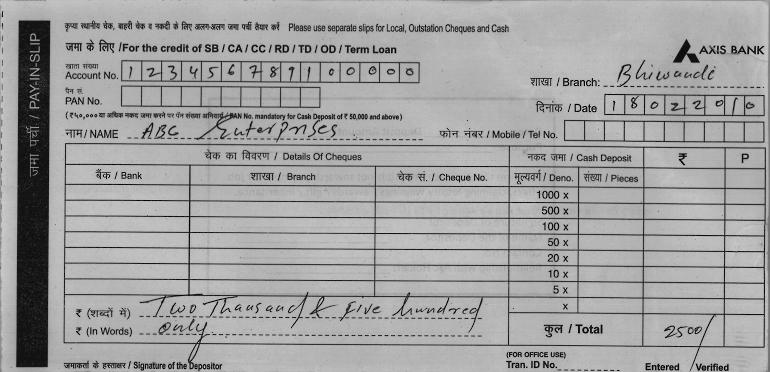 कृपया स्थानीय चेक, बाहरी चेक व नकदी के लिए अलग-अलग जमा पर्ची तैयार करें Please use separate slips for Local, Outstation Cheques and Cash
जमा के लिए /For the credit of SB / CA / CC / RD / TD / OD / Term Loan
AXIS BANK
खाता संख्या
Account No. 1 2 3 4 5 6 7 8 9 1 0 0 0 0 0
शाखा / Branch: Bhiwandi
पैन सं.
PAN No.
दिनांक / Date 1 8 0 2 2 0 1 0
(₹ ५०,००० या अधिक नकद जमा करने पर पैन संख्या अनिवार्य / PAN No. mandatory for Cash Deposit of ₹ 50,000 and above)
नाम / NAME ABC Enterprises
फोन नंबर / Mobile / Tel No.
जमा पर्ची / PAY-IN-SLIP
चेक का विवरण / Details Of Cheques नकद जमा / Cash Deposit ₹ P
बैंक / Bank शाखा / Branch चेक सं. / Cheque No. मूल्यवर्ग / Deno. संख्या / Pieces
1000 x
500 x
100 x
50 x
20 x
10 x
5 x
x
₹ (शब्दों में) Two Thousand & Five hundred
₹ (In Words) only
कुल / Total 2500/
जमाकर्ता के हस्ताक्षर / Signature of the Depositor
(FOR OFFICE USE)
Tran. ID No. Entered Verified